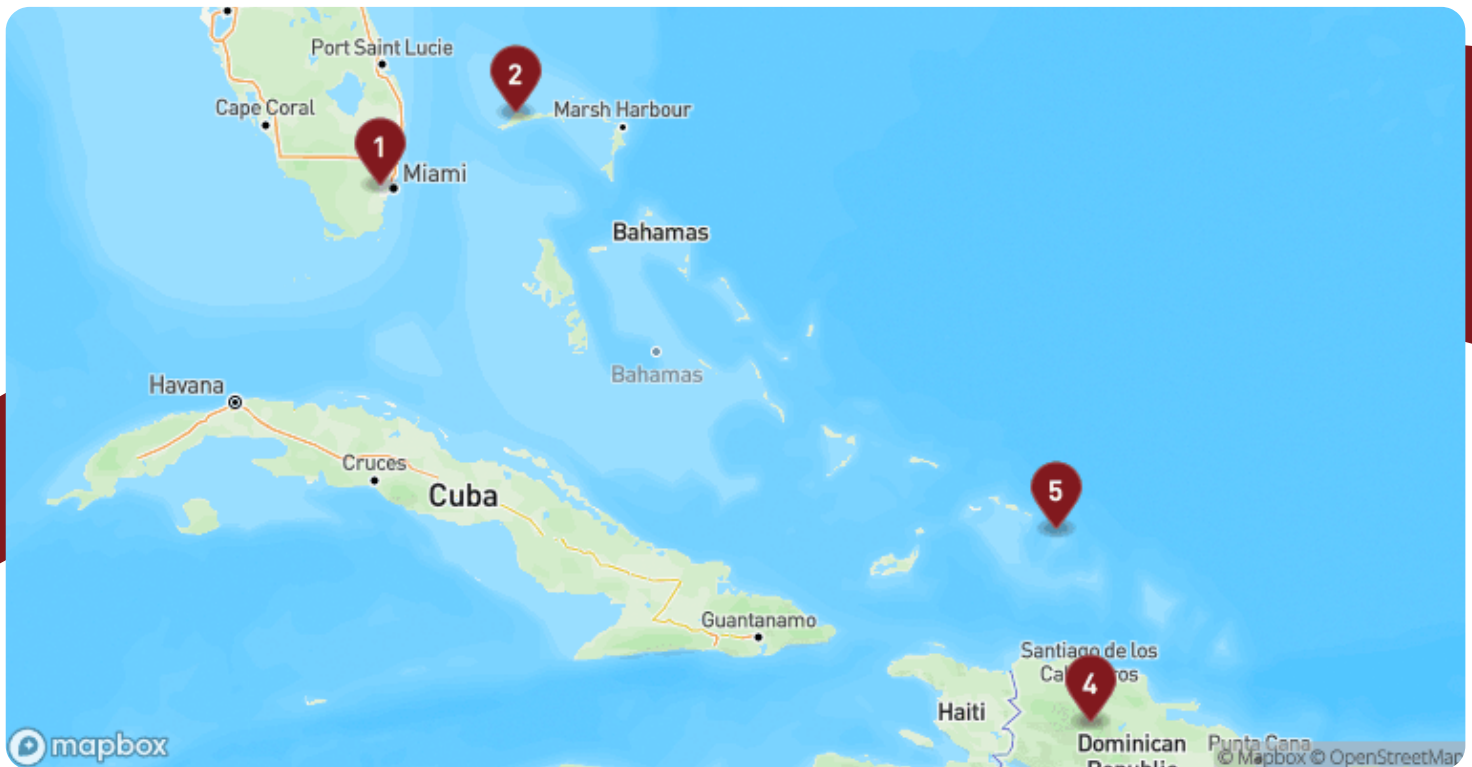 Port Saint Lucie
2
Cape Coral
Marsh Harbour
1
Miami
Bahamas
Bahamas
Havana
Cruces
Cuba
5
Guantanamo
Santiago de los
4
Haiti
Dominican
Punta Cana
mapbox
© Mapbox © OpenStreetMap